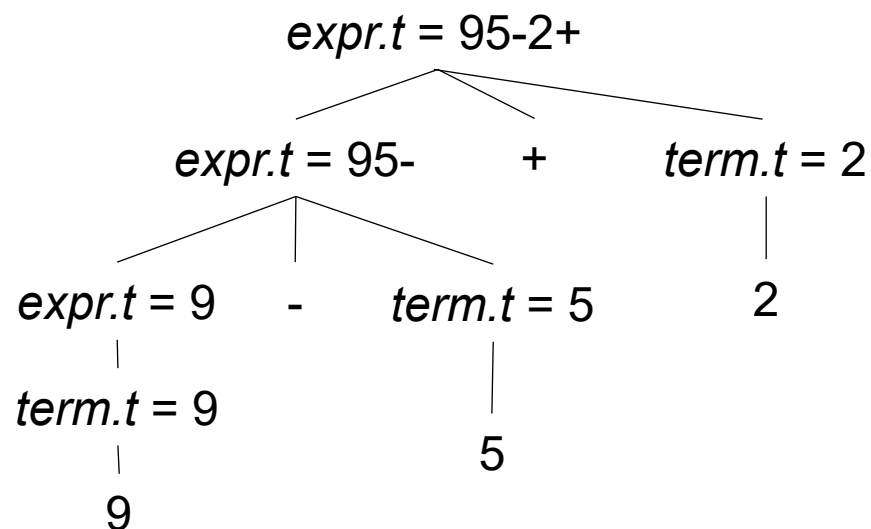 expr.t = 95-2+
expr.t = 95- + term.t = 2
expr.t = 9 - term.t = 5 2
term.t = 9
5
9